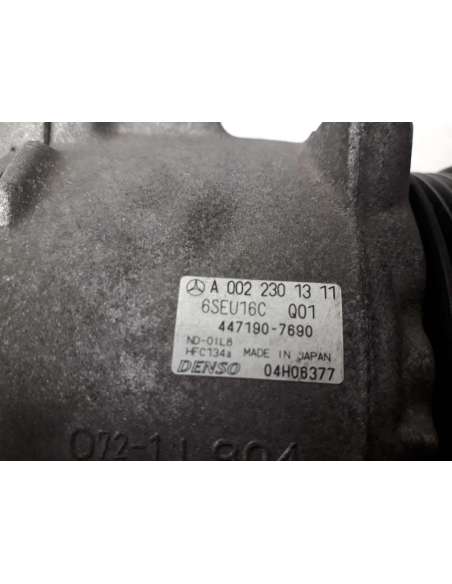 A 002 230 13 11
6SEU16C Q01
447190-7690
ND-OIL8
HFC134a MADE IN JAPAN
DENSO 04H06377